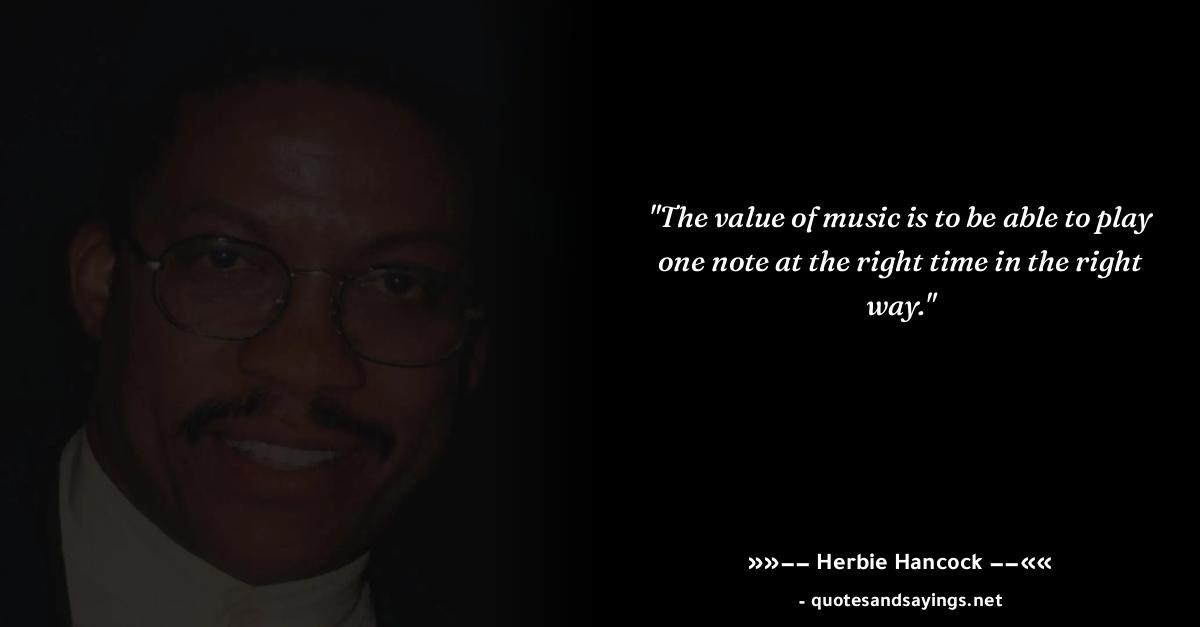 "The value of music is to be able to play
one note at the right time in the right
way."
»»–– Herbie Hancock ––««
- quotesandsayings.net